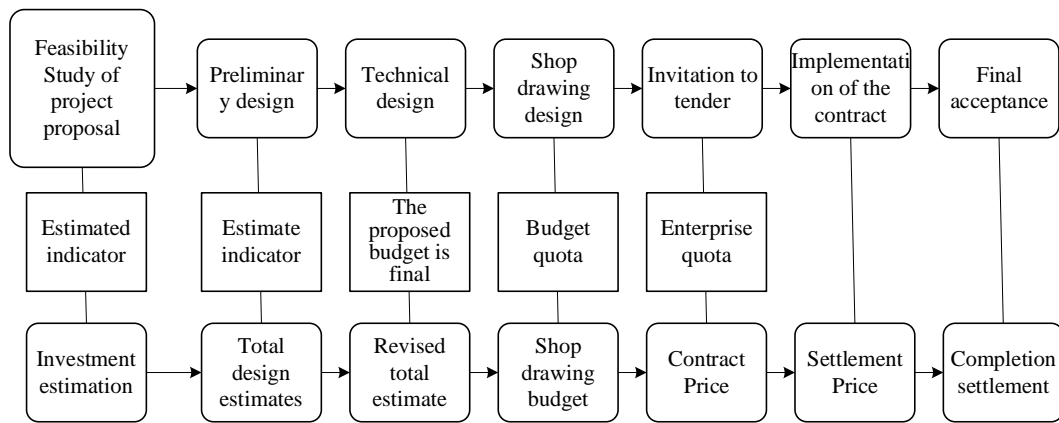 Feasibility
Study of
project
proposal
Preliminar
y design
Technical
design
Shop
drawing
design
Invitation to
tender
Implementati
on of the
contract
Final
acceptance
Estimated
indicator
Estimate
indicator
The
proposed
budget is
final
Budget
quota
Enterprise
quota
Investment
estimation
Total
design
estimates
Revised
total
estimate
Shop
drawing
budget
Contract
Price
Settlement
Price
Completion
settlement